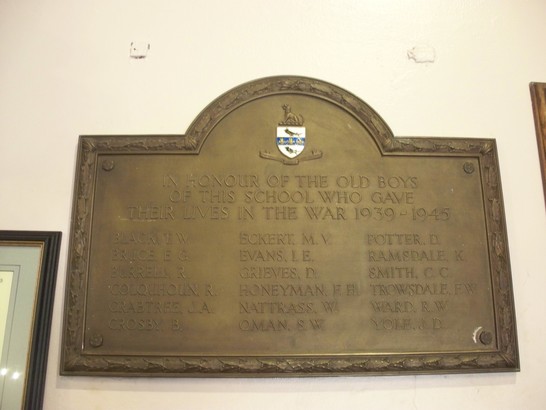 IN HONOUR OF THE OLD BOYS
OF THIS SCHOOL WHO GAVE
THEIR LIVES IN THE WAR 1939-1945
ECKERT, M.V. POTTER, D.
BRUCE, E.G. EVANS, I.E. RAMSDALE, K.
BURRELL, R. GRIEVES, D. SMITH, C.C.
COLQUHOUN, R. HONEYMAN, TROWSDALE,
CRABTREE, J.A. NATTRASS, W. WARD, R.W.
CROSBY, B. OMAN, S.W.